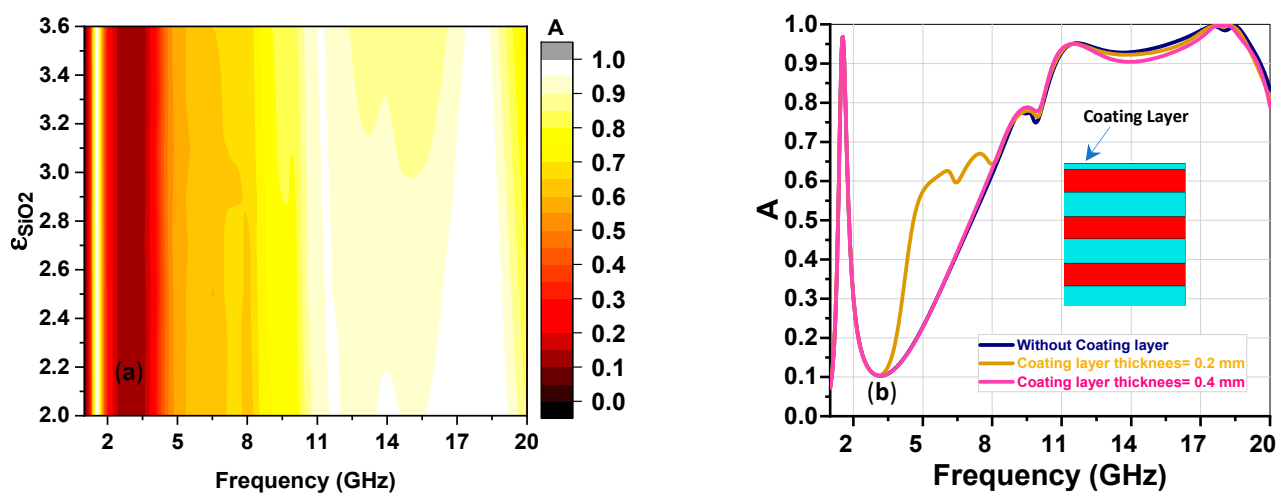 A
3.6
3.4
3.2
3.0
2.8
2.6
2.4
2.2
2.0
εSiO2
1.0
0.9
0.8
0.7
0.6
0.5
0.4
0.3
0.2
0.1
0.0
(a)
2 5 8 11 14 17 20
Frequency (GHz)
1.0
0.9
0.8
0.7
0.6
0.5
0.4
0.3
0.2
0.1
0.0
A
Coating Layer
Without Coating layer
Coating layer thicknees= 0.2 mm
Coating layer thicknees= 0.4 mm
(b)
2 5 8 11 14 17 20
Frequency (GHz)